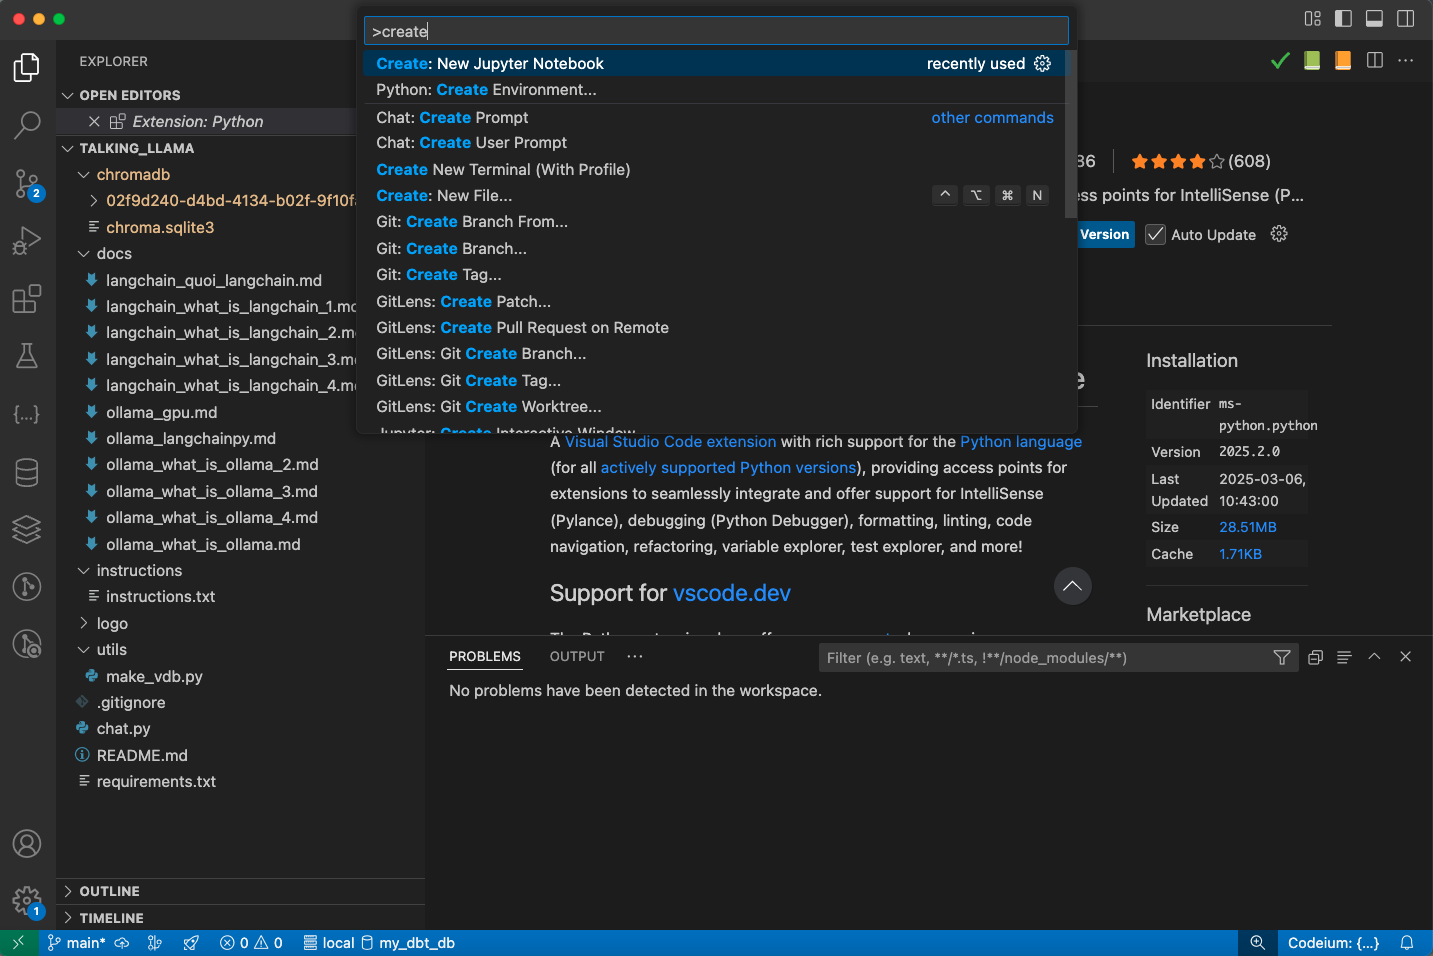 >create
Create: New Jupyter Notebook
recently used
Python: Create Environment...
Chat: Create Prompt
other commands
Chat: Create User Prompt
Create New Terminal (With Profile)
Create: New File...
^ ⌥ ⌘ N
Git: Create Branch From...
Git: Create Branch...
Git: Create Tag...
GitLens: Create Patch...
GitLens: Create Pull Request on Remote
GitLens: Git Create Branch...
GitLens: Git Create Tag...
GitLens: Git Create Worktree...
Jupyter: Create Interactive Window
EXPLORER
OPEN EDITORS
Extension: Python
TALKING_LLAMA
chromadb
02f9d240-d4bd-4134-b02f-9f10f
chroma.sqlite3
docs
langchain_quoi_langchain.md
langchain_what_is_langchain_1.md
langchain_what_is_langchain_2.md
langchain_what_is_langchain_3.md
langchain_what_is_langchain_4.md
ollama_gpu.md
ollama_langchainpy.md
ollama_what_is_ollama_2.md
ollama_what_is_ollama_3.md
ollama_what_is_ollama_4.md
ollama_what_is_ollama.md
instructions
instructions.txt
logo
utils
make_vdb.py
.gitignore
chat.py
README.md
requirements.txt
OUTLINE
TIMELINE
2
1
36
(608)
ess points for IntelliSense (P...
Version
Auto Update
e
A Visual Studio Code extension with rich support for the Python language
(for all actively supported Python versions), providing access points for
extensions to seamlessly integrate and offer support for IntelliSense
(Pylance), debugging (Python Debugger), formatting, linting, code
navigation, refactoring, variable explorer, test explorer, and more!
Support for vscode.dev
Installation
Identifier ms-
python.python
Version 2025.2.0
Last 2025-03-06,
Updated 10:43:00
Size 28.51MB
Cache 1.71KB
Marketplace
PROBLEMS
OUTPUT
Filter (e.g. text, **/*.ts, !**/node_modules/**)
No problems have been detected in the workspace.
main*
0
0
local
my_dbt_db
Codeium: {...}